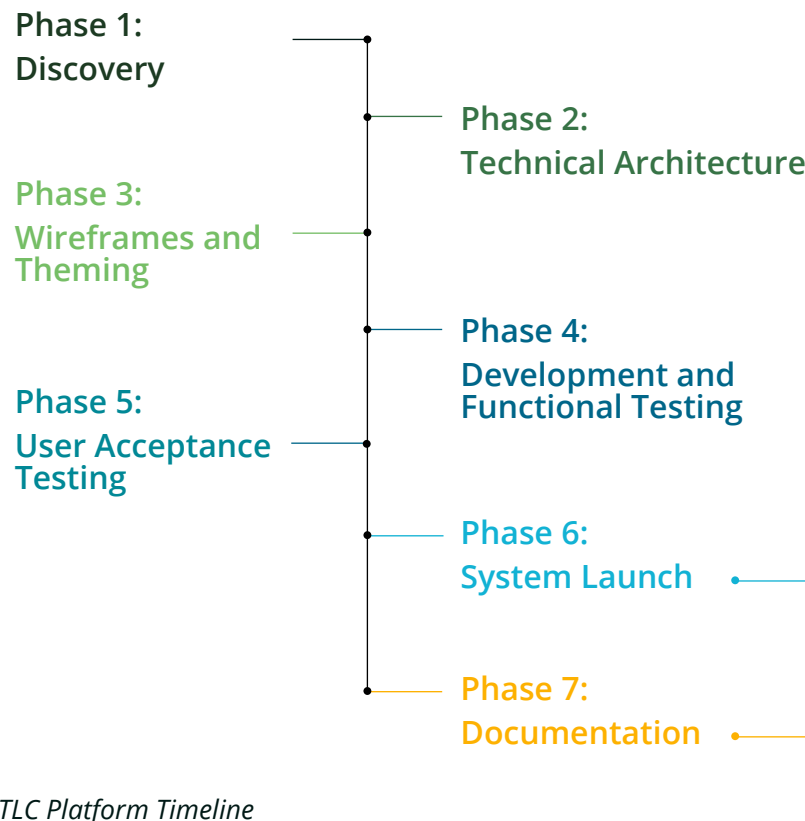 Phase 1:
Discovery
Phase 2:
Technical Architecture
Phase 3:
Wireframes and
Theming
Phase 4:
Development and
Functional Testing
Phase 5:
User Acceptance
Testing
Phase 6:
System Launch
Phase 7:
Documentation
TLC Platform Timeline